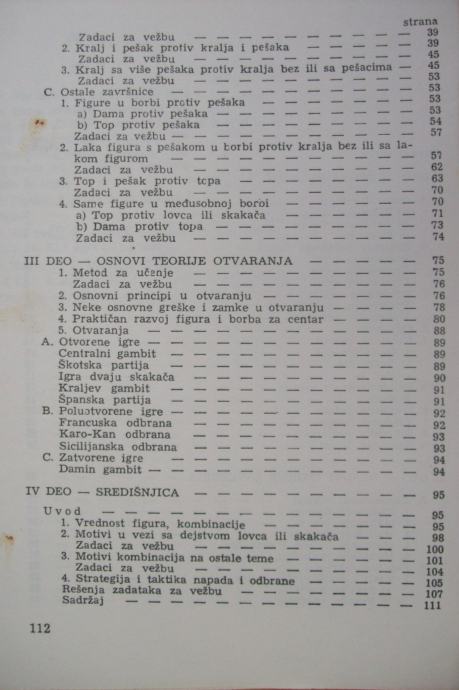 strana
Zadaci za vežbu — — — — — — — — — — 39
2. Kralj i pešak protiv kralja i pešaka — — — — — 39
Zadaci za vežbu — — — — — — — — — — 45
3. Kralj sa više pešaka protiv kralja bez ili sa pešacima — 45
Zadaci za vežbu — — — — — — — — — — 53
C. Ostale završnice — — — — — — — — — — — 53
1. Figure u borbi protiv pešaka — — — — — — — 53
a) Dama protiv pešaka — — — — — — — — — 53
b) Top protiv pešaka — — — — — — — — — 54
Zadaci za vežbu — — — — — — — — — — 57
2. Laka figura s pešakom u borbi protiv kralja bez ili sa la-
kom figurom — — — — — — — — — — — 57
Zadaci za vežbu — — — — — — — — — — 62
3. Top i pešak protiv topa — — — — — — — — 63
Zadaci za vežbu — — — — — — — — — — 70
4. Same figure u međusobnoj borbi — — — — — — 70
a) Top protiv lovca ili skakača — — — — — — 71
b) Dama protiv topa — — — — — — — — — 73
Zadaci za vežbu — — — — — — — — — — 74
III DEO — OSNOVI TEORIJE OTVARANJA — — — — — 75
1. Metod za učenje — — — — — — — — — — 75
Zadaci za vežbu — — — — — — — — — — 76
2. Osnovni principi u otvaranju — — — — — — — 76
3. Neke osnovne greške i zamke u otvaranju — — — — 78
4. Praktičan razvoj figura i borba za centar — — — — 80
5. Otvaranja — — — — — — — — — — — — 88
A. Otvorene igre — — — — — — — — — — — — 89
Centralni gambit — — — — — — — — — — — 89
Škotska partija — — — — — — — — — — — 89
Igra dvaju skakača — — — — — — — — — — 90
Kraljev gambit — — — — — — — — — — — 91
Španska partija — — — — — — — — — — — 91
B. Poluotvorene igre — — — — — — — — — — — 92
Francuska odbrana — — — — — — — — — — 92
Karo-Kan odbrana — — — — — — — — — — 93
Sicilijanska odbrana — — — — — — — — — — 93
C. Zatvorene igre — — — — — — — — — — — 94
Damin gambit — — — — — — — — — — — — 94
IV DEO — SREDIŠNJICA — — — — — — — — — — 95
Uvod — — — — — — — — — — — — — — 95
1. Vrednost figura, kombinacije — — — — — — — 95
2. Motivi u vezi sa dejstvom lovca ili skakača — — — 98
Zadaci za vežbu — — — — — — — — — — 100
3. Motivi kombinacija na ostale teme — — — — — — 101
Zadaci za vežbu — — — — — — — — — — 104
4. Strategija i taktika napada i odbrane — — — — — 105
Rešenja zadataka za vežbu — — — — — — — — 107
Sadržaj — — — — — — — — — — — — — 111
112